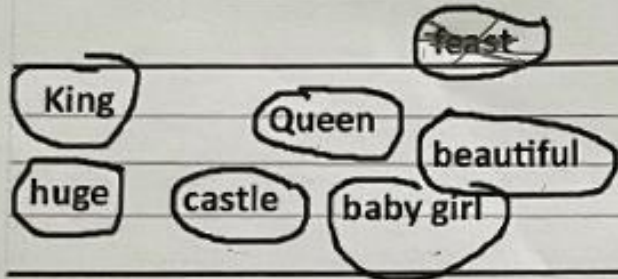 feast
King
Queen
beautiful
huge
castle
baby girl